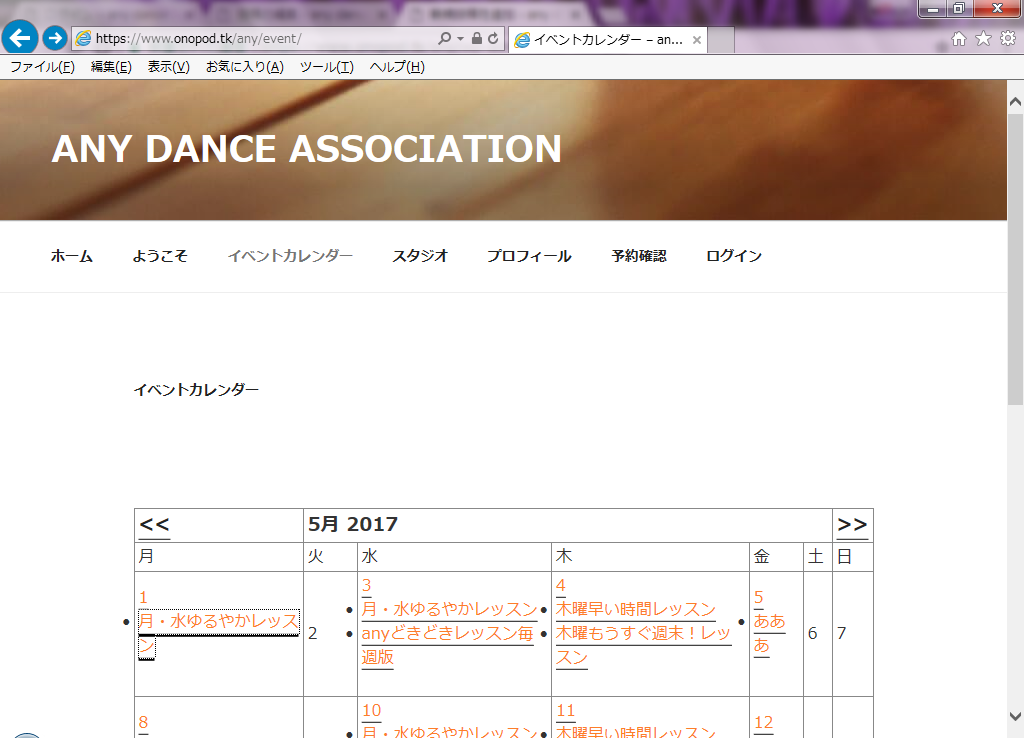 https://www.onopod.tk/any/event/
イベントカレンダー – an...
ファイル(F) 編集(E) 表示(V) お気に入り(A) ツール(T) ヘルプ(H)
ANY DANCE ASSOCIATION
ホーム ようこそ イベントカレンダー スタジオ プロフィール 予約確認 ログイン
イベントカレンダー
<< 5月 2017 >>
月 火 水 木 金 土 日
1
月・水ゆるやかレッス
ン
2
3
月・水ゆるやかレッスン
anyどきどきレッスン毎
週版
4
木曜早い時間レッスン
木曜もうすぐ週末！レッ
スン
5
ああ
あ
6
7
8
10
月・水ゆるやかレッスン
11
木曜早い時間レッスン
12